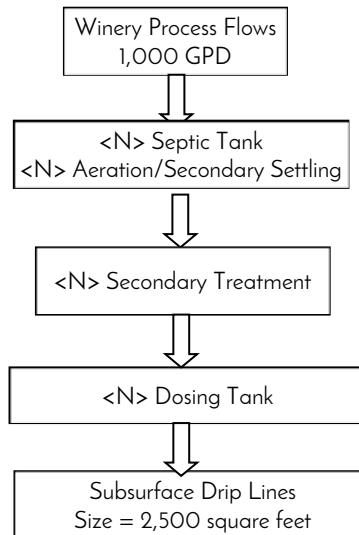 Winery Process Flows
1,000 GPD
<N> Septic Tank
<N> Aeration/Secondary Settling
<N> Secondary Treatment
<N> Dosing Tank
Subsurface Drip Lines
Size = 2,500 square feet